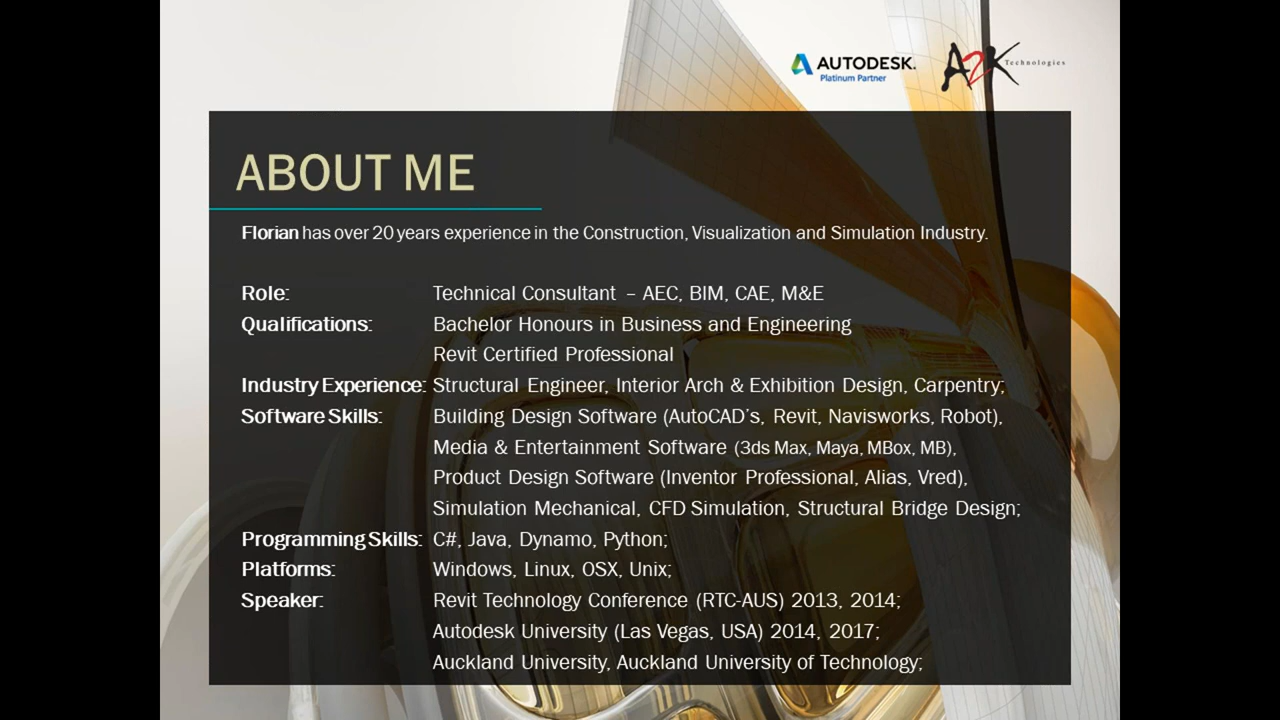 AUTODESK. A2K Technologies
Platinum Partner
ABOUT ME
Florian has over 20 years experience in the Construction, Visualization and Simulation Industry.
Role: Technical Consultant – AEC, BIM, CAE, M&E
Qualifications: Bachelor Honours in Business and Engineering
Revit Certified Professional
Industry Experience: Structural Engineer, Interior Arch & Exhibition Design, Carpentry;
Software Skills: Building Design Software (AutoCAD's, Revit, Navisworks, Robot),
Media & Entertainment Software (3ds Max, Maya, MBox, MB),
Product Design Software (Inventor Professional, Alias, Vred),
Simulation Mechanical, CFD Simulation, Structural Bridge Design;
Programming Skills: C#, Java, Dynamo, Python;
Platforms: Windows, Linux, OSX, Unix;
Speaker: Revit Technology Conference (RTC-AUS) 2013, 2014;
Autodesk University (Las Vegas, USA) 2014, 2017;
Auckland University, Auckland University of Technology;